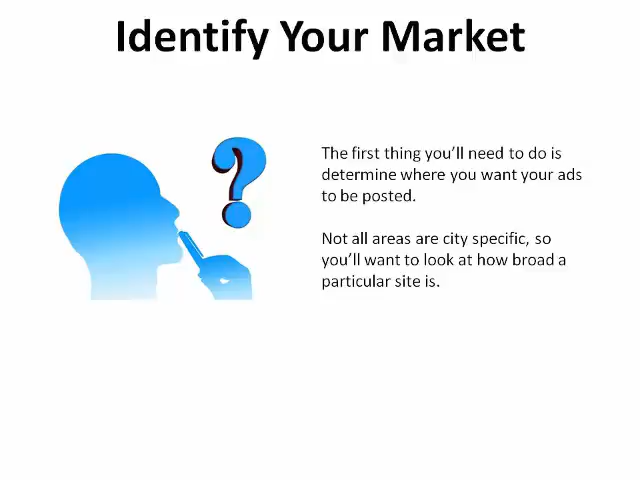 Identify Your Market
?
The first thing you'll need to do is
determine where you want your ads
to be posted.
Not all areas are city specific, so
you'll want to look at how broad a
particular site is.